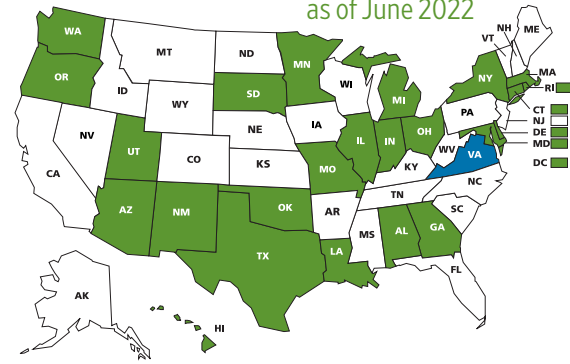 as of June 2022
WA
OR
CA
NV
ID
MT
WY
UT
AZ
CO
NM
ND
SD
NE
KS
OK
TX
MN
IA
MO
AR
LA
WI
IL
MS
MI
IN
KY
TN
AL
OH
WV
VA
NC
SC
GA
FL
PA
NY
VT
NH
ME
MA
RI
CT
NJ
DE
MD
DC
AK
HI